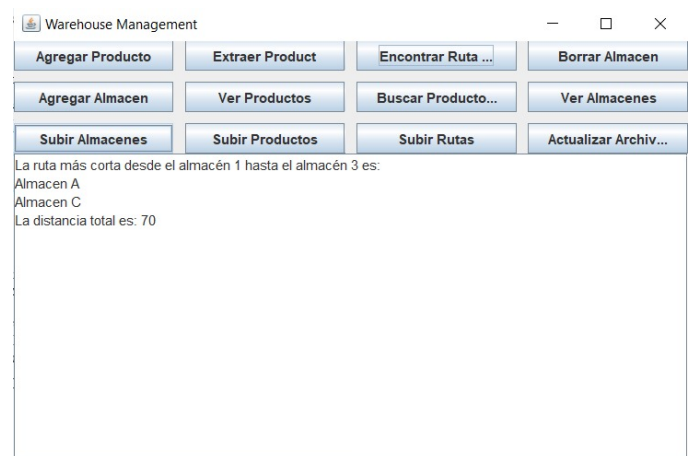 Warehouse Management
Agregar Producto Extraer Product Encontrar Ruta ... Borrar Almacen
Agregar Almacen Ver Productos Buscar Producto... Ver Almacenes
Subir Almacenes Subir Productos Subir Rutas Actualizar Archiv...
La ruta más corta desde el almacén 1 hasta el almacén 3 es:
Almacen A
Almacen C
La distancia total es: 70